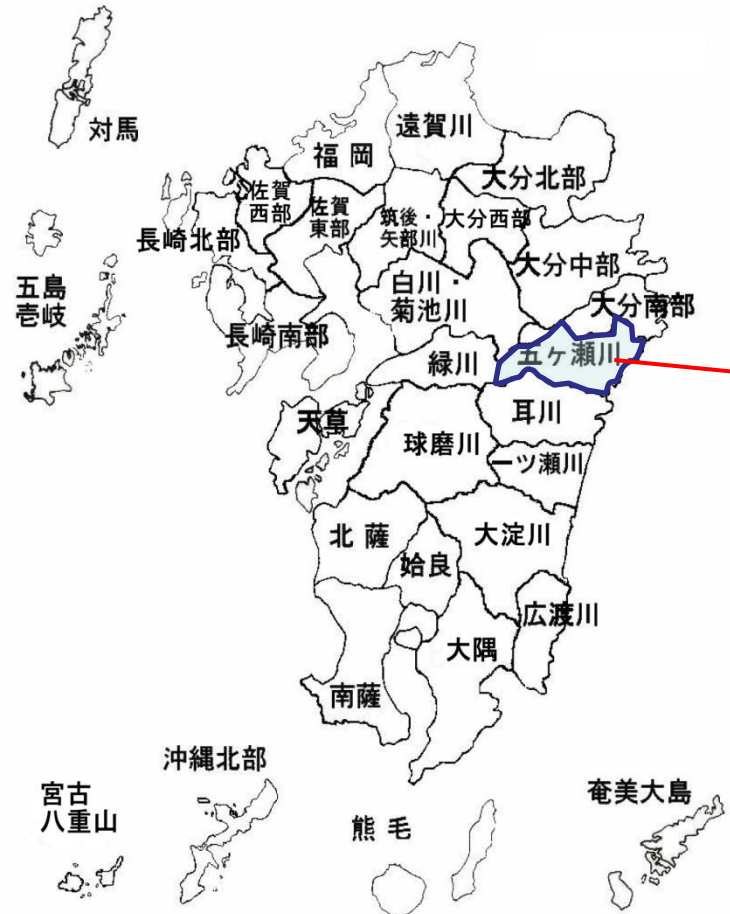 対馬
遠賀川
福岡
大分北部
佐賀
西部
佐賀
東部
筑後・
矢部川
大分西部
長崎北部
大分中部
五島
壱岐
白川・
菊池川
大分南部
長崎南部
緑川
五ヶ瀬川
天草
耳川
球磨川
一ツ瀬川
北薩
大淀川
姶良
広渡川
大隅
南薩
沖縄北部
宮古
八重山
熊毛
奄美大島